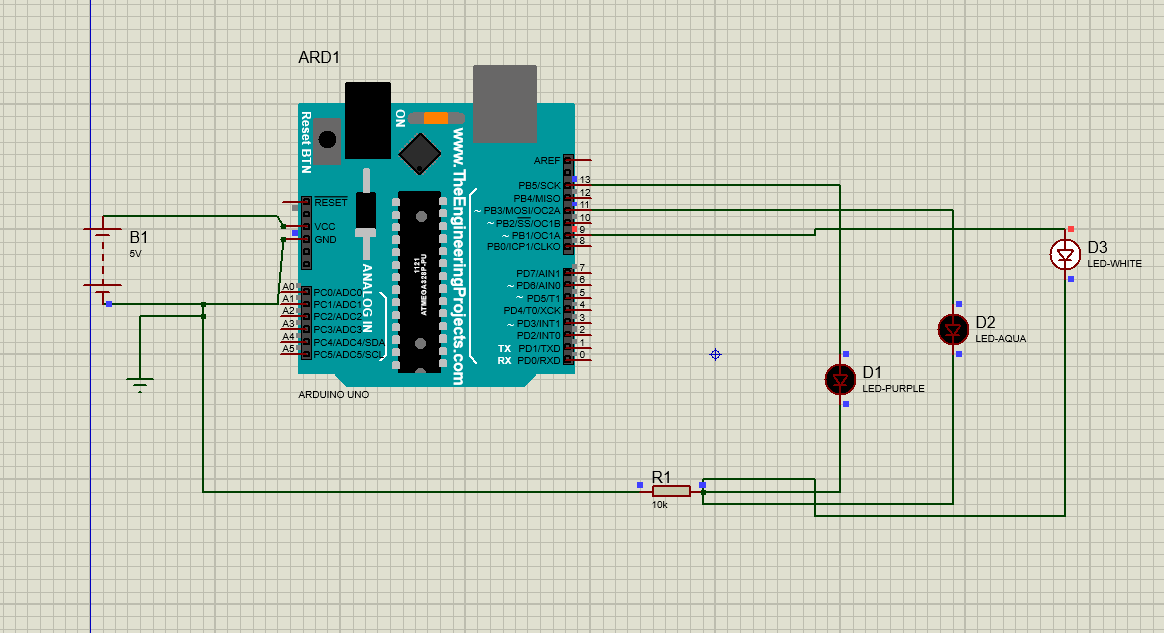 ARD1
Reset BTN
ON
www.TheEngineeringProjects.com
ANALOG IN
1121
ATMEGA328P-PU
RESET
VCC
GND
A0 PC0/ADC0
A1 PC1/ADC1
A2 PC2/ADC2
A3 PC3/ADC3
A4 PC4/ADC4/SDA
A5 PC5/ADC5/SCL
ARDUINO UNO
AREF
PB5/SCK 13
PB4/MISO 12
~ PB3/MOSI/OC2A 11
~ PB2/SS/OC1B 10
~ PB1/OC1A 9
PB0/ICP1/CLKO 8
PD7/AIN1 7
~ PD6/AIN0 6
~ PD5/T1 5
PD4/T0/XCK 4
~ PD3/INT1 3
PD2/INT0 2
TX PD1/TXD 1
RX PD0/RXD 0
B1
5V
D3
LED-WHITE
D2
LED-AQUA
D1
LED-PURPLE
R1
10k